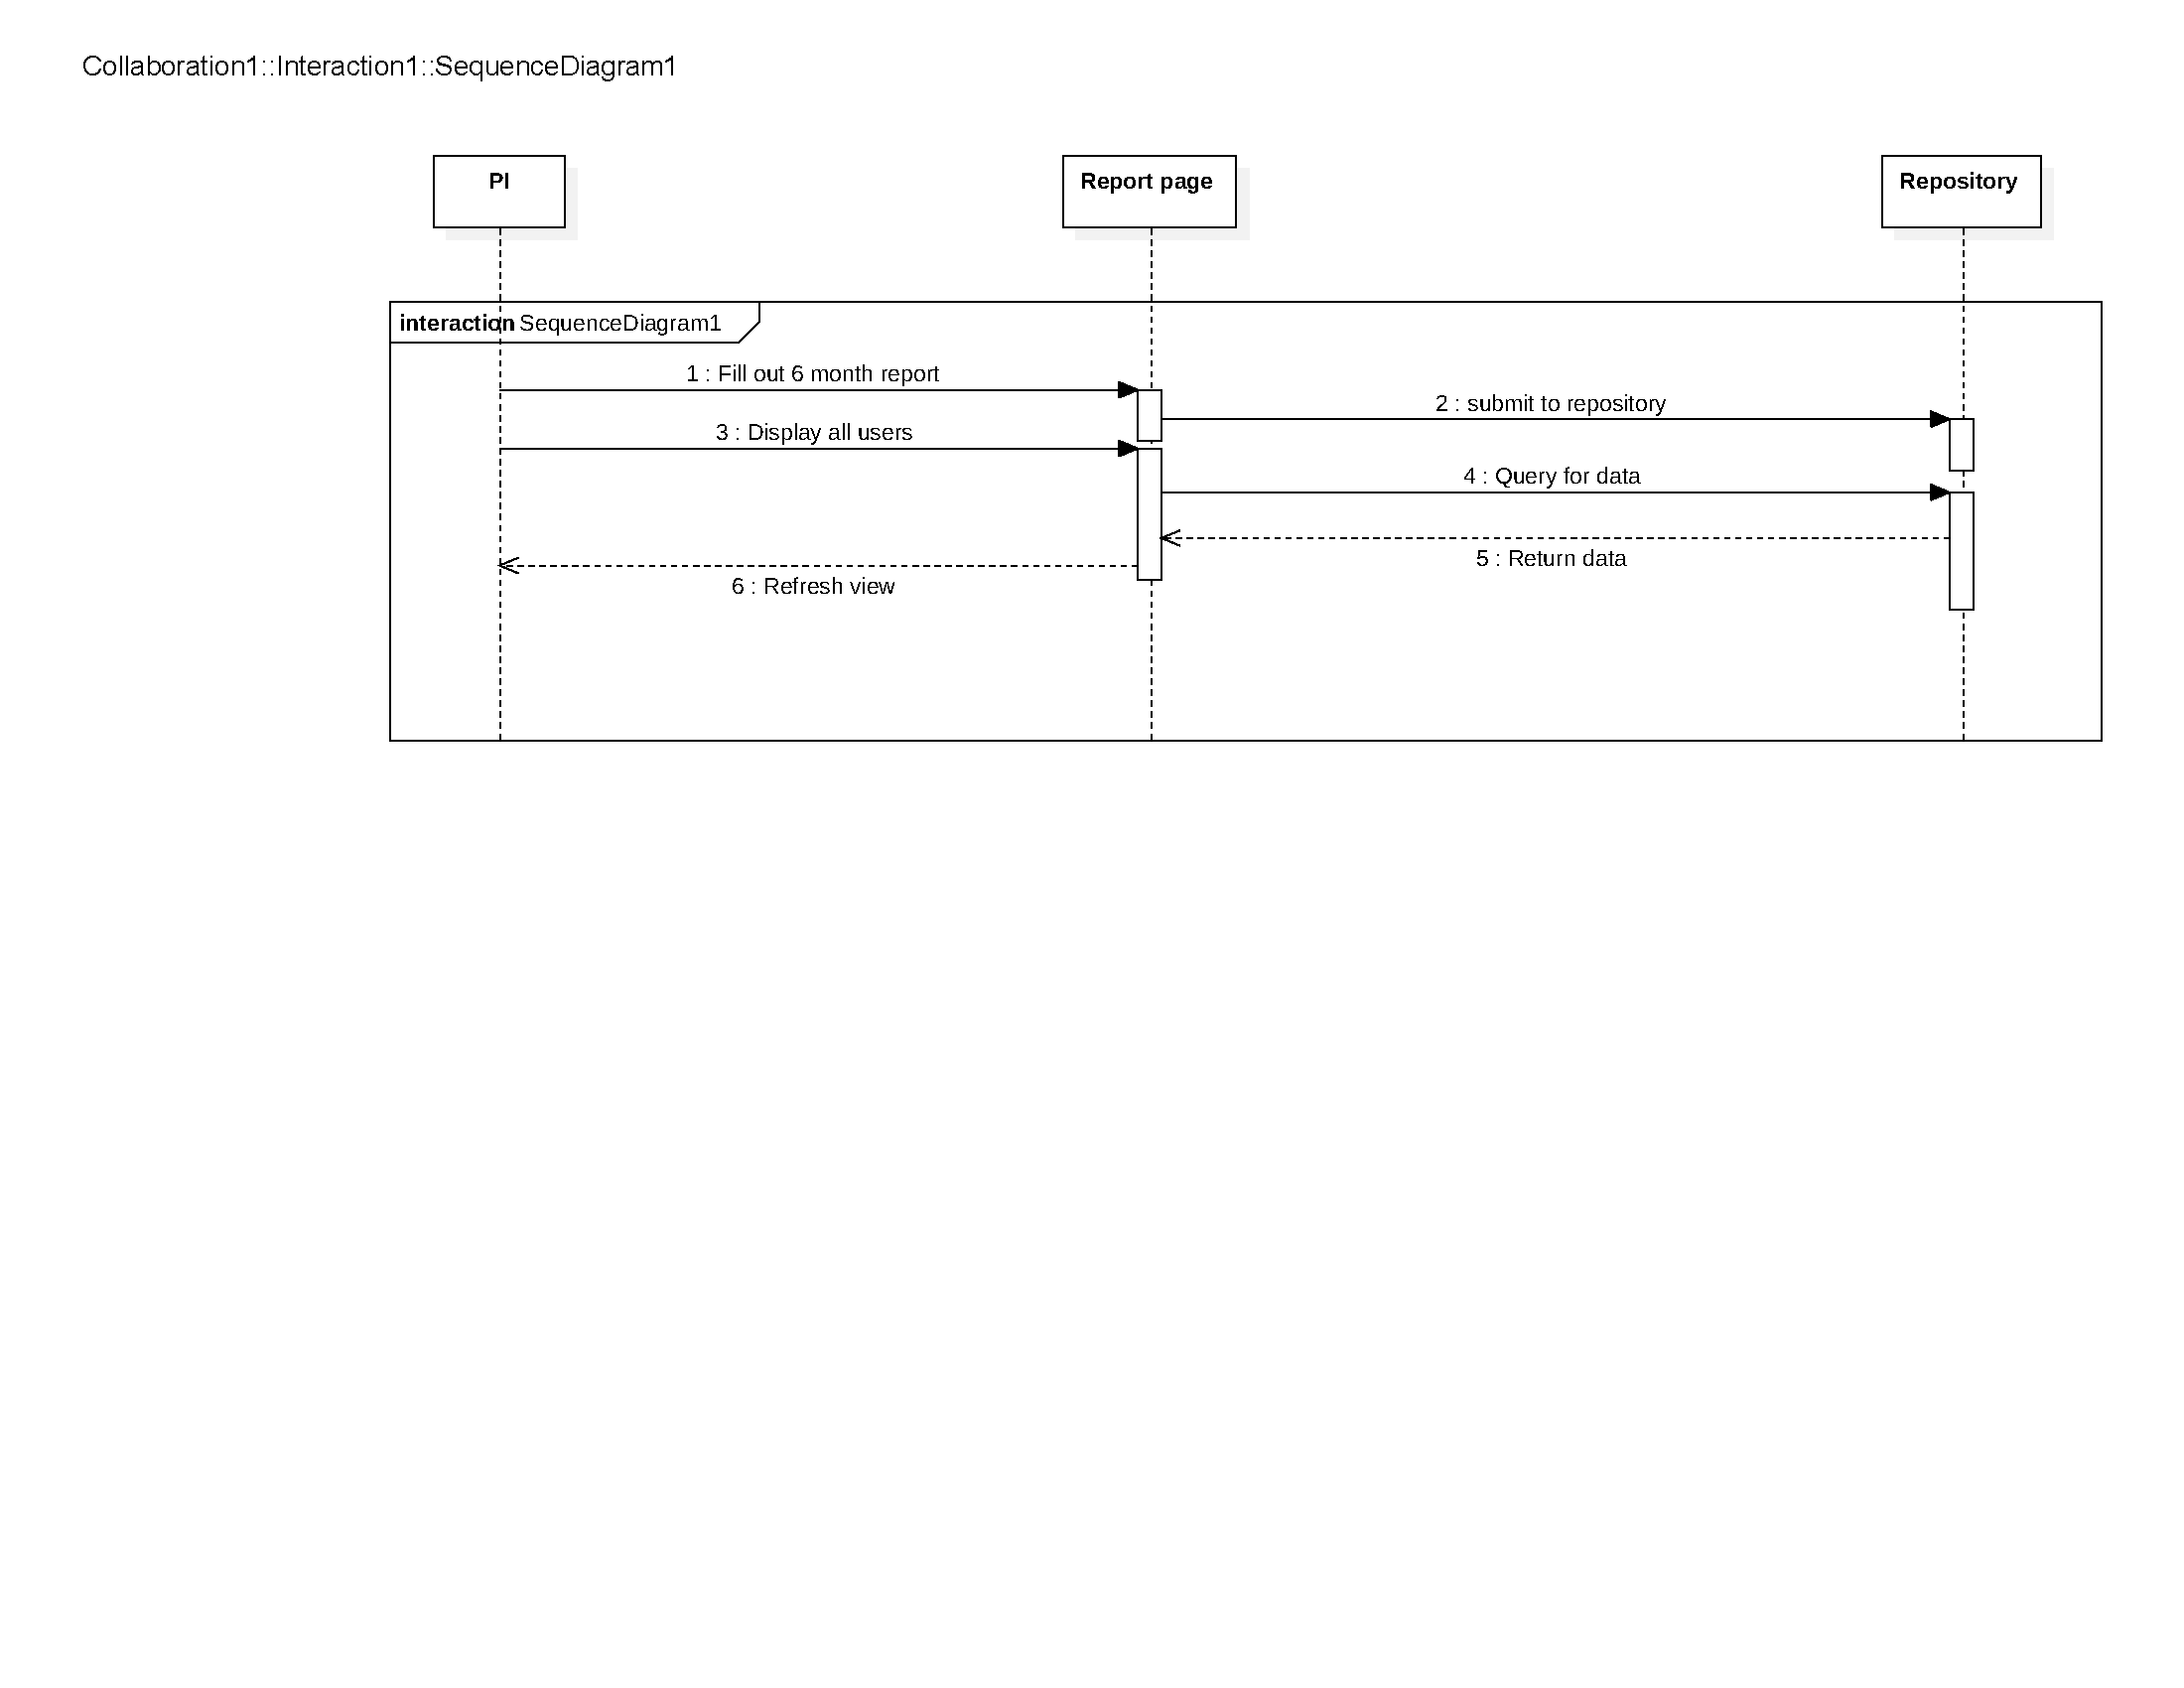 Collaboration1::Interaction1::SequenceDiagram1
PI
Report page
Repository
interaction SequenceDiagram1
1 : Fill out 6 month report
2 : submit to repository
3 : Display all users
4 : Query for data
5 : Return data
6 : Refresh view